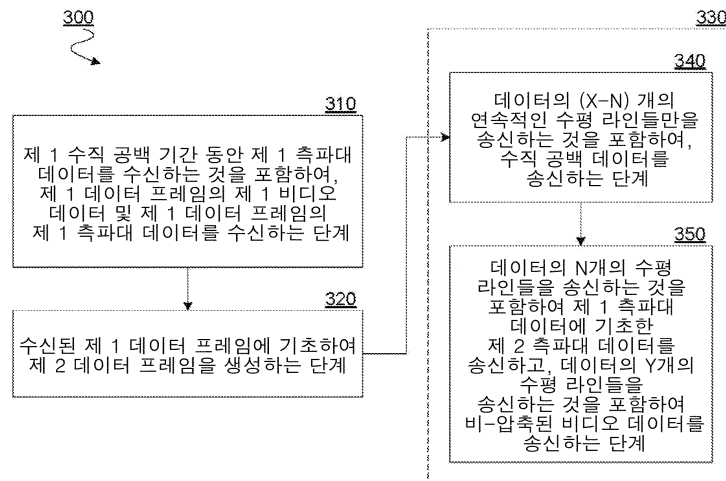 300
310
제 1 수직 공백 기간 동안 제 1 측파대
데이터를 수신하는 것을 포함하여,
제 1 데이터 프레임의 제 1 비디오
데이터 및 제 1 데이터 프레임의
제 1 측파대 데이터를 수신하는 단계
320
수신된 제 1 데이터 프레임에 기초하여
제 2 데이터 프레임을 생성하는 단계
330
340
데이터의 (X-N) 개의
연속적인 수평 라인들만을
송신하는 것을 포함하여,
수직 공백 데이터를
송신하는 단계
350
데이터의 N개의 수평
라인들을 송신하는 것을
포함하여 제 1 측파대
데이터에 기초한
제 2 측파대 데이터를
송신하고, 데이터의 Y개의
수평 라인들을
송신하는 것을 포함하여
비-압축된 비디오 데이터를
송신하는 단계